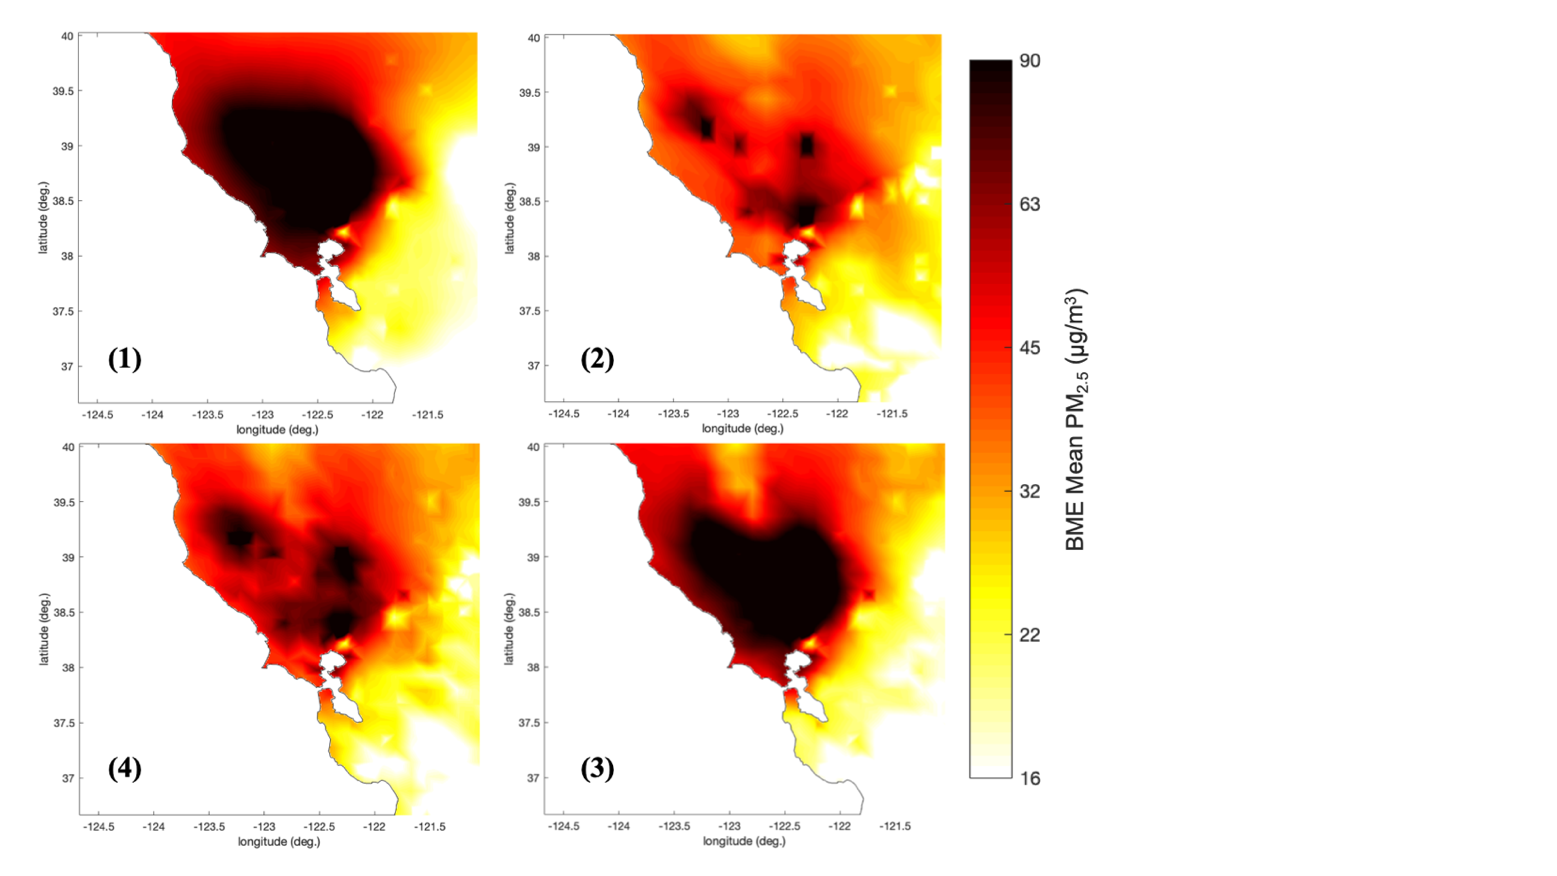 40
39.5
39
38.5
38
37.5
37
latitude (deg.)
(1)
-124.5 -124 -123.5 -123 -122.5 -122 -121.5
longitude (deg.)
40
39.5
39
38.5
38
37.5
37
latitude (deg.)
(2)
-124.5 -124 -123.5 -123 -122.5 -122 -121.5
longitude (deg.)
40
39.5
39
38.5
38
37.5
37
latitude (deg.)
(4)
-124.5 -124 -123.5 -123 -122.5 -122 -121.5
longitude (deg.)
40
39.5
39
38.5
38
37.5
37
latitude (deg.)
(3)
-124.5 -124 -123.5 -123 -122.5 -122 -121.5
longitude (deg.)
90
63
45
32
22
16
BME Mean PM2.5 (µg/m³)